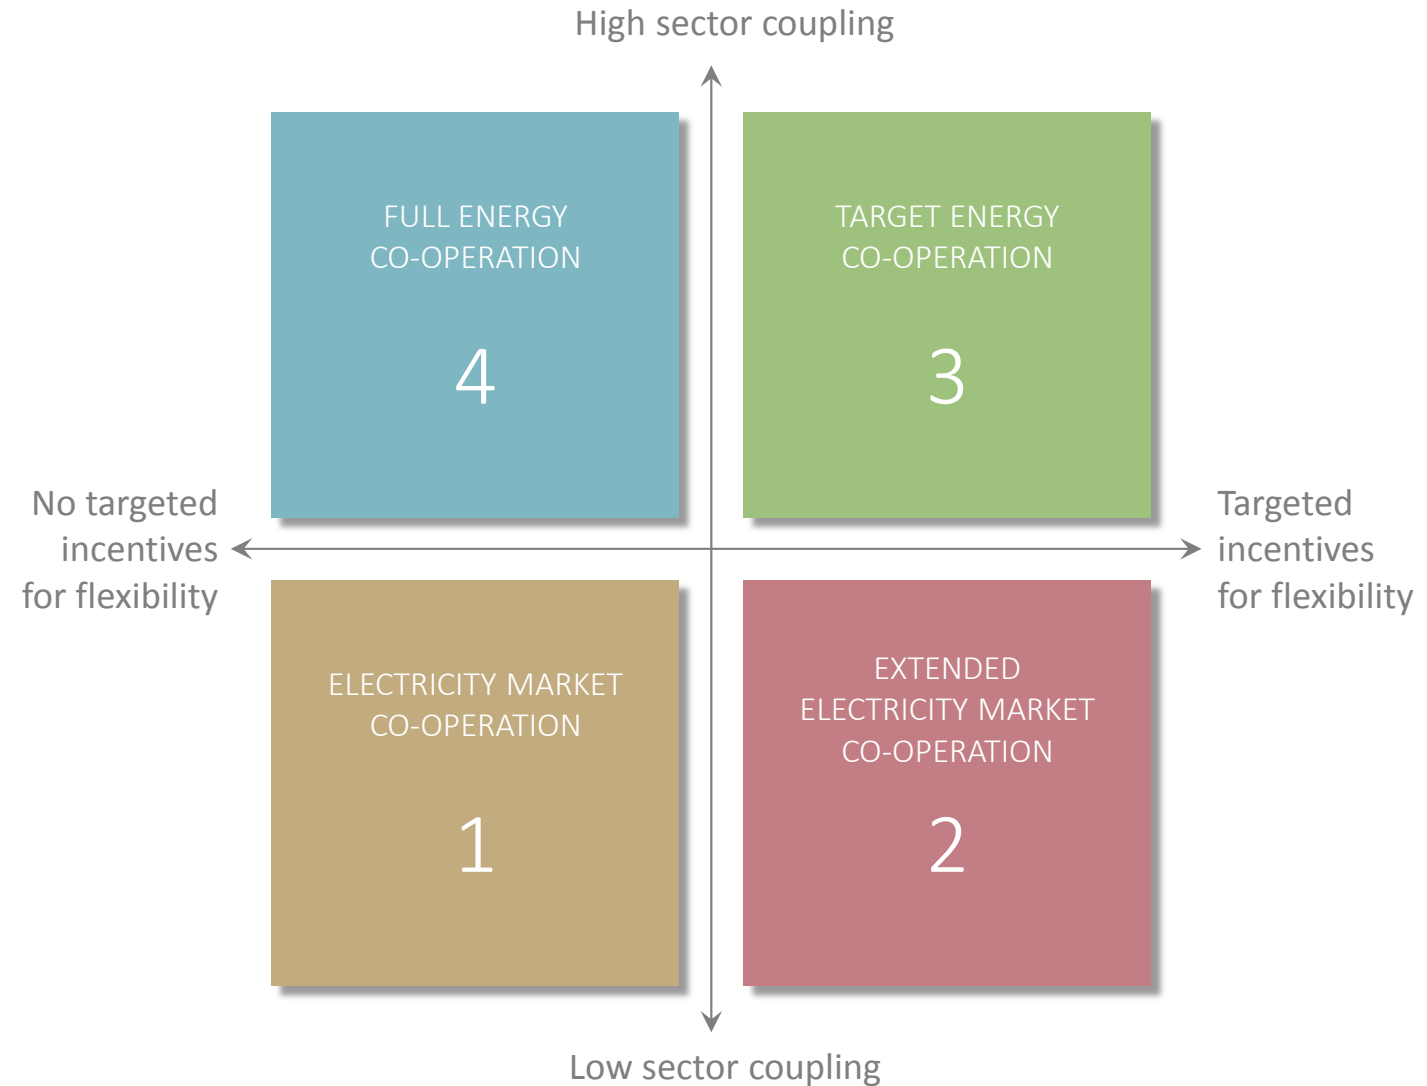 High sector coupling
FULL ENERGY
CO-OPERATION
4
TARGET ENERGY
CO-OPERATION
3
No targeted
incentives
for flexibility
Targeted
incentives
for flexibility
ELECTRICITY MARKET
CO-OPERATION
1
EXTENDED
ELECTRICITY MARKET
CO-OPERATION
2
Low sector coupling